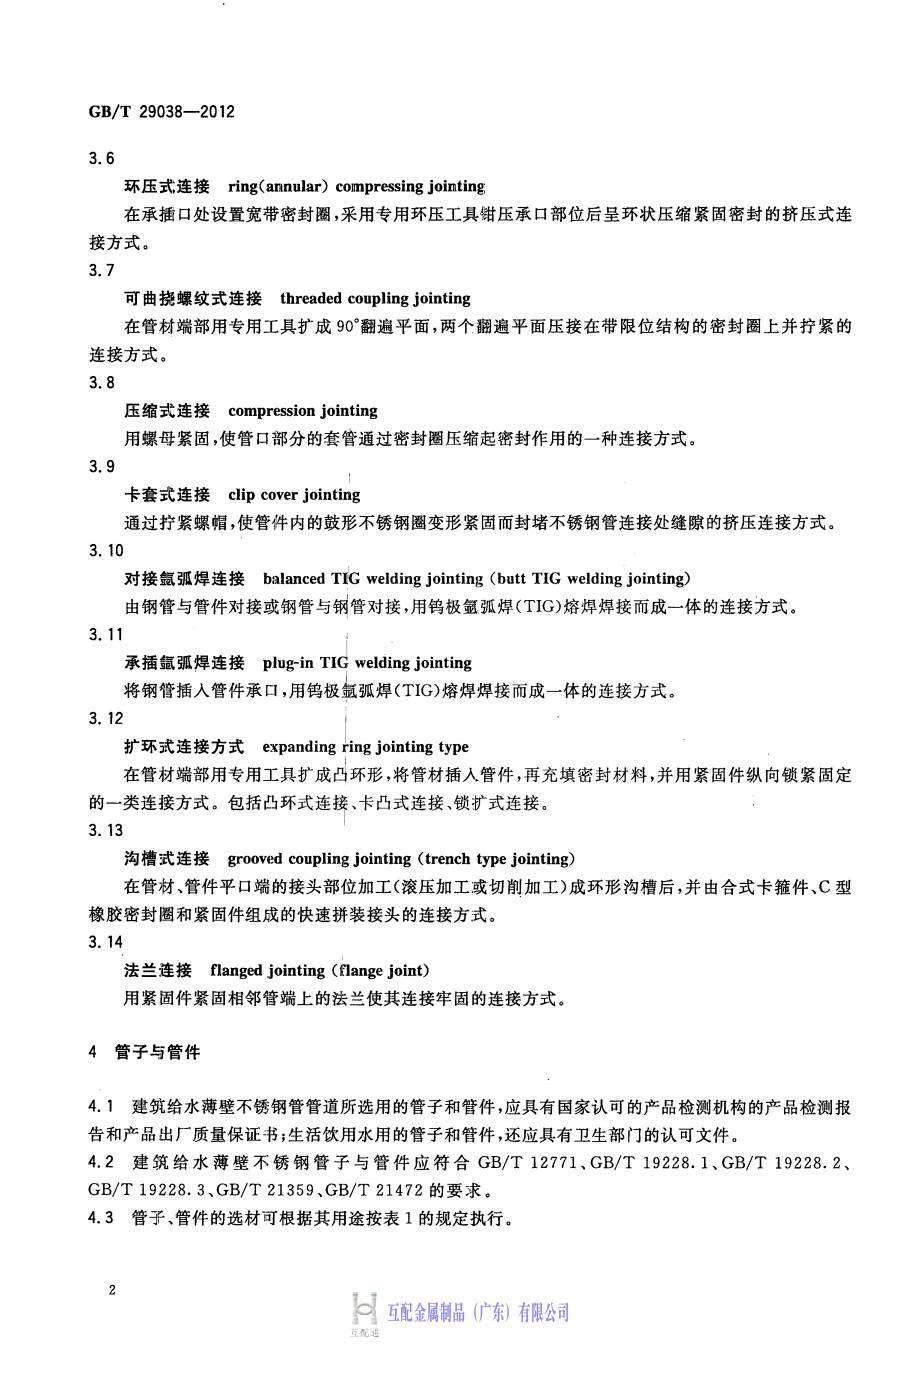 GB/T 29038—2012
3.6
环压式连接 ring(annular) compressing jointing
在承插口处设置宽带密封圈,采用专用环压工具钳压承口部位后呈环状压缩紧固密封的挤压式连
接方式。
3.7
可曲挠螺纹式连接 threaded coupling jointing
在管材端部用专用工具扩成90°翻遍平面,两个翻遍平面压接在带限位结构的密封圈上并拧紧的
连接方式。
3.8
压缩式连接 compression jointing
用螺母紧固,使管口部分的套管通过密封圈压缩起密封作用的一种连接方式。
3.9
卡套式连接 clip cover jointing
通过拧紧螺帽,使管件内的鼓形不锈钢圈变形紧固而封堵不锈钢管连接处缝隙的挤压连接方式。
3.10
对接氩弧焊连接 balanced TIG welding jointing (butt TIG welding jointing)
由钢管与管件对接或钢管与钢管对接,用钨极氩弧焊(TIG)熔焊焊接而成一体的连接方式。
3.11
承插氩弧焊连接 plug-in TIG welding jointing
将钢管插入管件承口,用钨极氩弧焊(TIG)熔焊焊接而成一体的连接方式。
3.12
扩环式连接方式 expanding ring jointing type
在管材端部用专用工具扩成凸环形,将管材插入管件,再充填密封材料,并用紧固件纵向锁紧固定
的一类连接方式。包括凸环式连接、卡凸式连接、锁扩式连接。
3.13
沟槽式连接 grooved coupling jointing (trench type jointing)
在管材、管件平口端的接头部位加工(滚压加工或切削加工)成环形沟槽后,并由合式卡箍件、C型
橡胶密封圈和紧固件组成的快速拼装接头的连接方式。
3.14
法兰连接 flanged jointing (flange joint)
用紧固件紧固相邻管端上的法兰使其连接牢固的连接方式。
4 管子与管件
4.1 建筑给水薄壁不锈钢管管道所选用的管子和管件,应具有国家认可的产品检测机构的产品检测报
告和产品出厂质量保证书;生活饮用水用的管子和管件,还应具有卫生部门的认可文件。
4.2 建筑给水薄壁不锈钢管子与管件应符合 GB/T 12771、GB/T 19228.1、GB/T 19228.2、
GB/T 19228.3、GB/T 21359、GB/T 21472 的要求。
4.3 管子、管件的选材可根据其用途按表1的规定执行。
2
互配金属制品(广东)有限公司
互配通